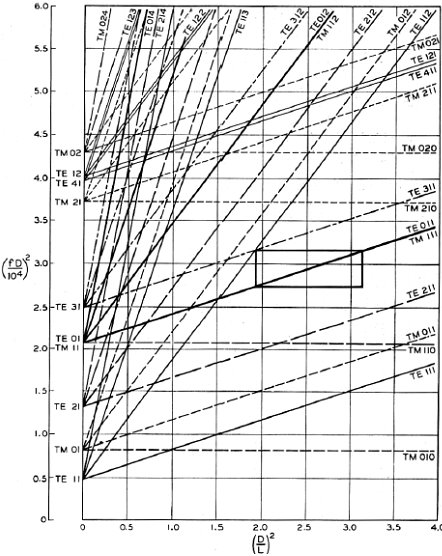 TM 024
TE 123
TE 014
TE 214
TE 122
TE 113
TE 312
TE 012
TM 112
TE 212
TM 012
TE 112
6.0
5.5
5.0
4.5
4.0
3.5
3.0
2.5
2.0
1.5
1.0
0.5
0
(fD/10⁴)²
TM 02
TE 12
TE 41
TM 21
TE 31
TE 01
TM 11
TE 21
TM 01
TE 11
TM 021
TE 121
TE 411
TM 211
TM 020
TE 311
TM 210
TE 011
TM 111
TE 211
TM 011
TM 110
TE 111
TM 010
0 0.5 1.0 1.5 2.0 2.5 3.0 3.5 4.0
(D/L)²